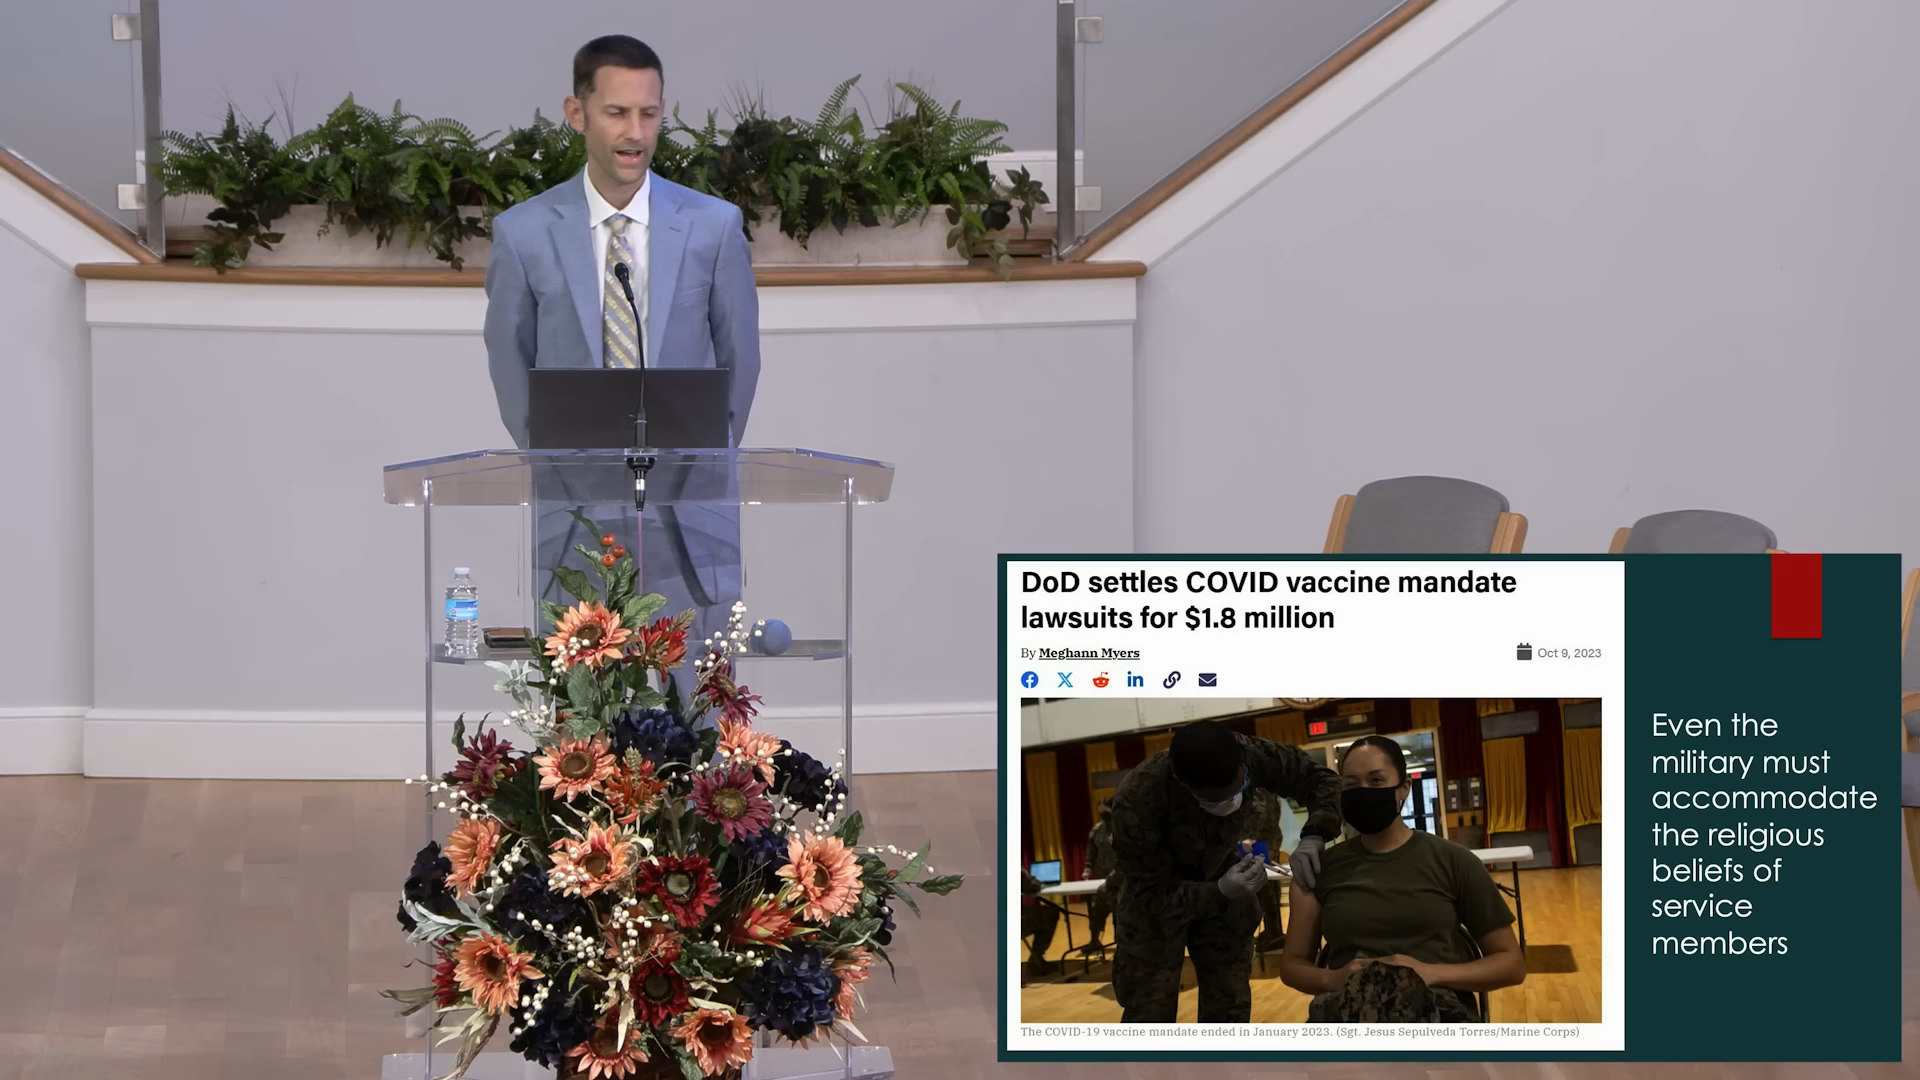 DoD settles COVID vaccine mandate
lawsuits for $1.8 million
By Meghann Myers
Oct 9, 2023
The COVID-19 vaccine mandate ended in January 2023. (Sgt. Jesus Sepulveda Torres/Marine Corps)
Even the
military must
accommodate
the religious
beliefs of
service
members